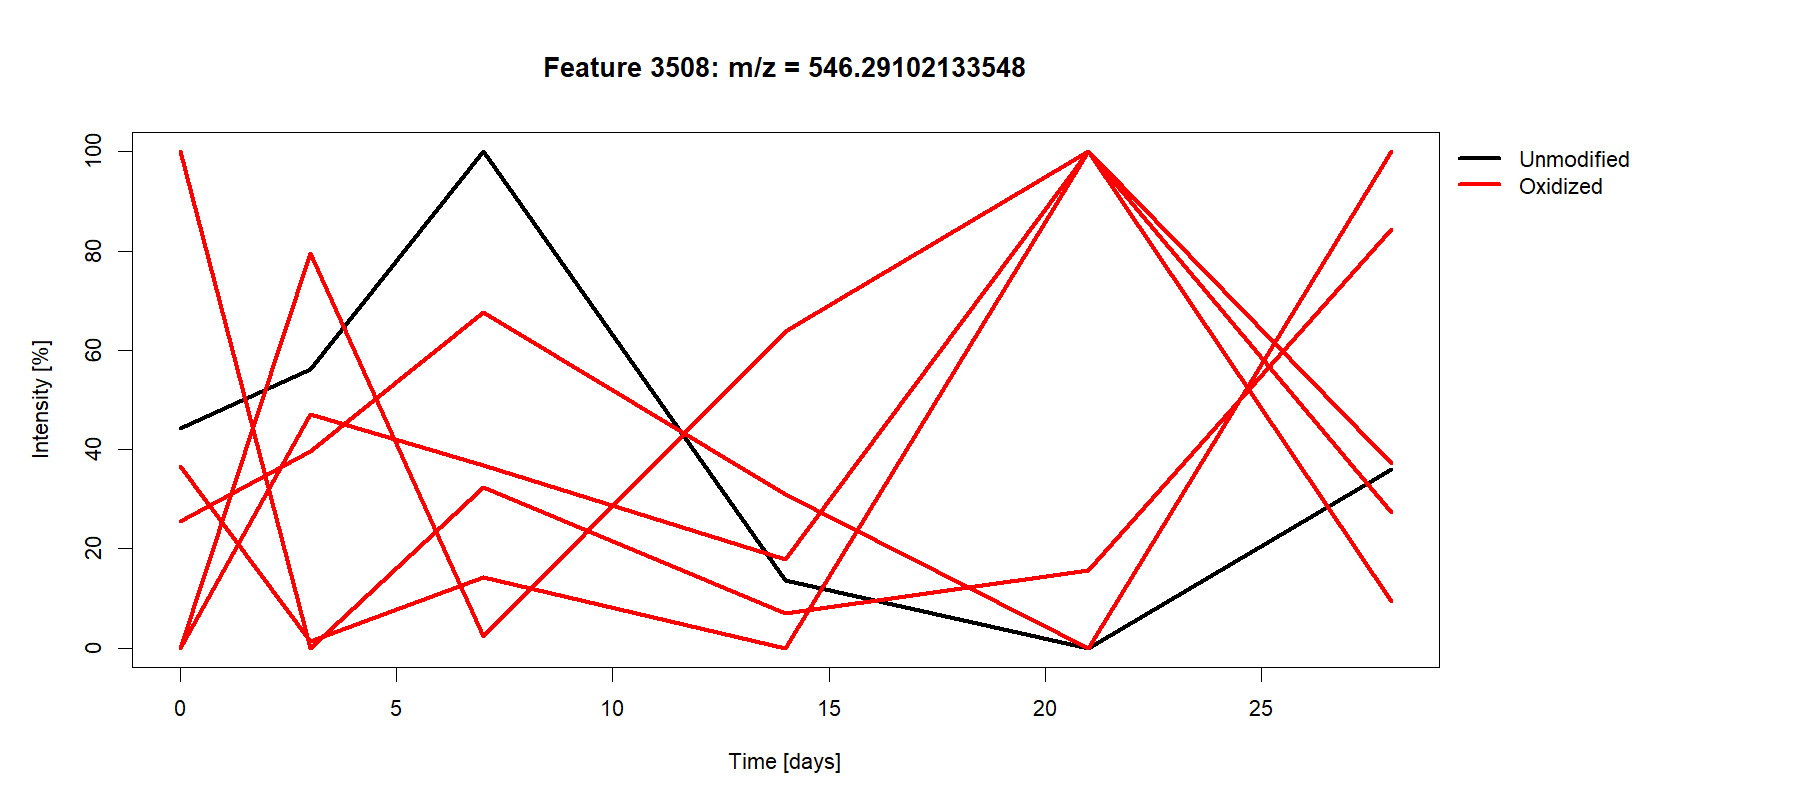 Feature 3508: m/z = 546.29102133548
Unmodified
Oxidized
Intensity [%]
100
80
60
40
20
0
0 5 10 15 20 25
Time [days]